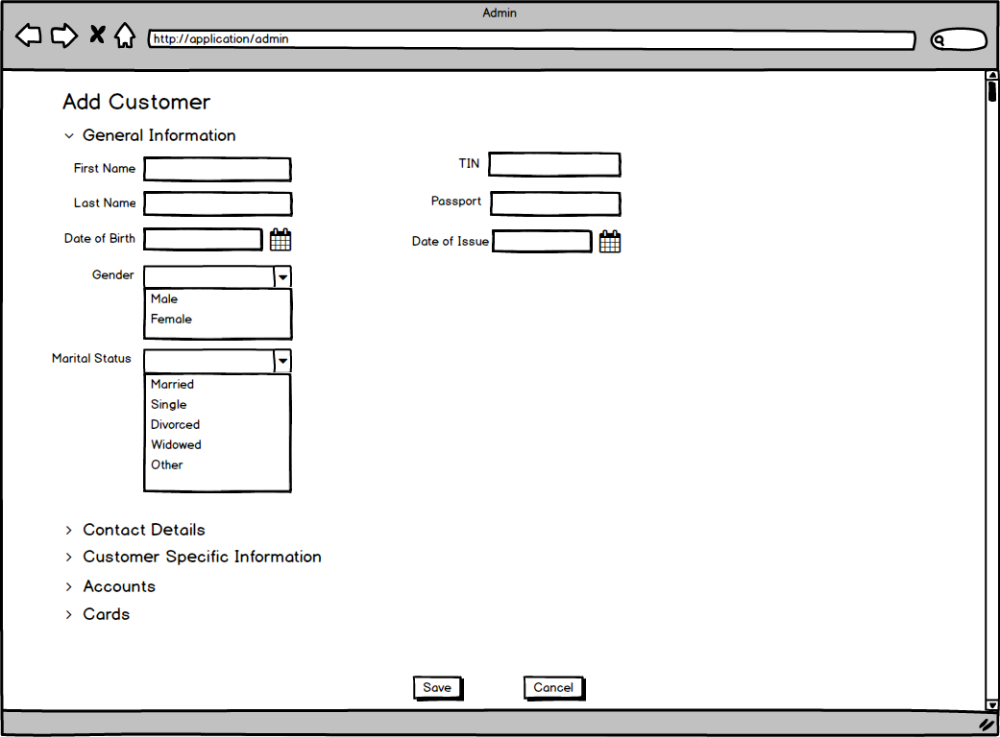 Admin
http://application/admin
Add Customer
General Information
First Name
TIN
Last Name
Passport
Date of Birth
Date of Issue
Gender
Male
Female
Marital Status
Married
Single
Divorced
Widowed
Other
Contact Details
Customer Specific Information
Accounts
Cards
Save Cancel